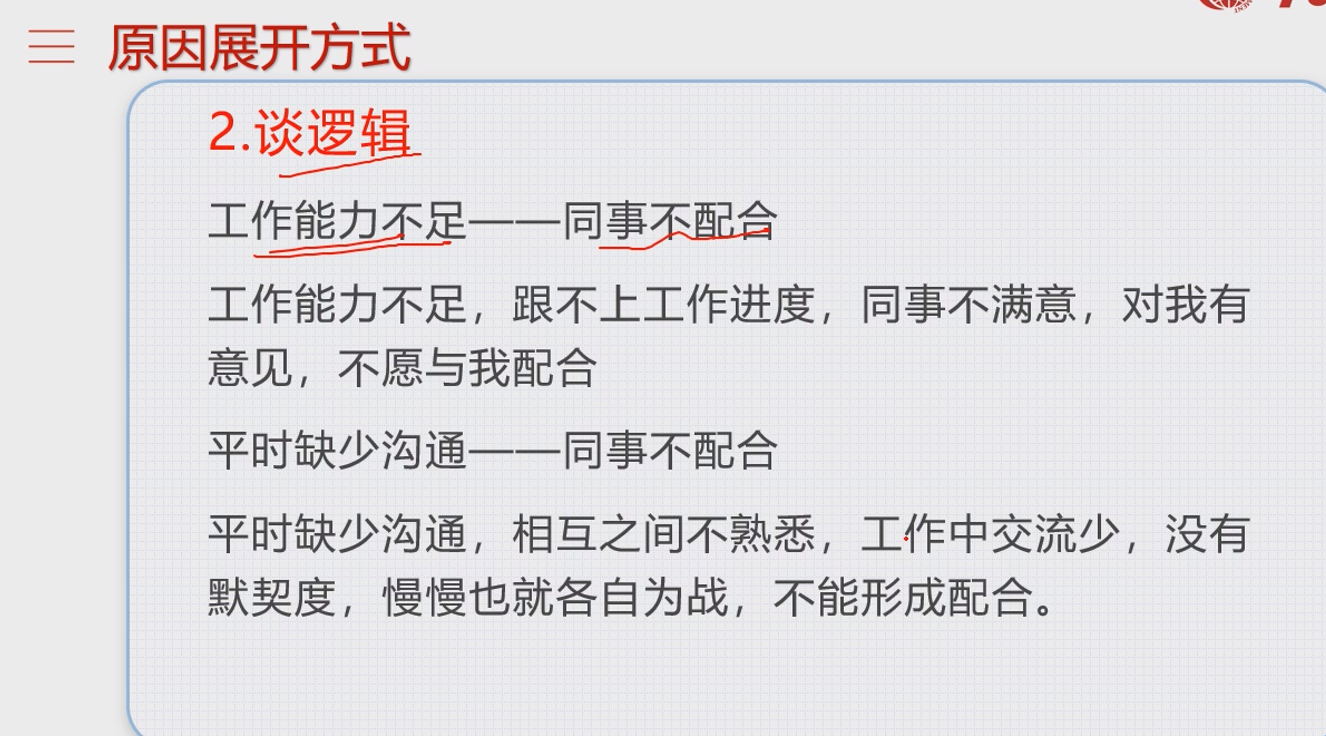 原因展开方式
2.谈逻辑
工作能力不足——同事不配合
工作能力不足，跟不上工作进度，同事不满意，对我有
意见，不愿与我配合
平时缺少沟通——同事不配合
平时缺少沟通，相互之间不熟悉，工作中交流少，没有
默契度，慢慢也就各自为战，不能形成配合。